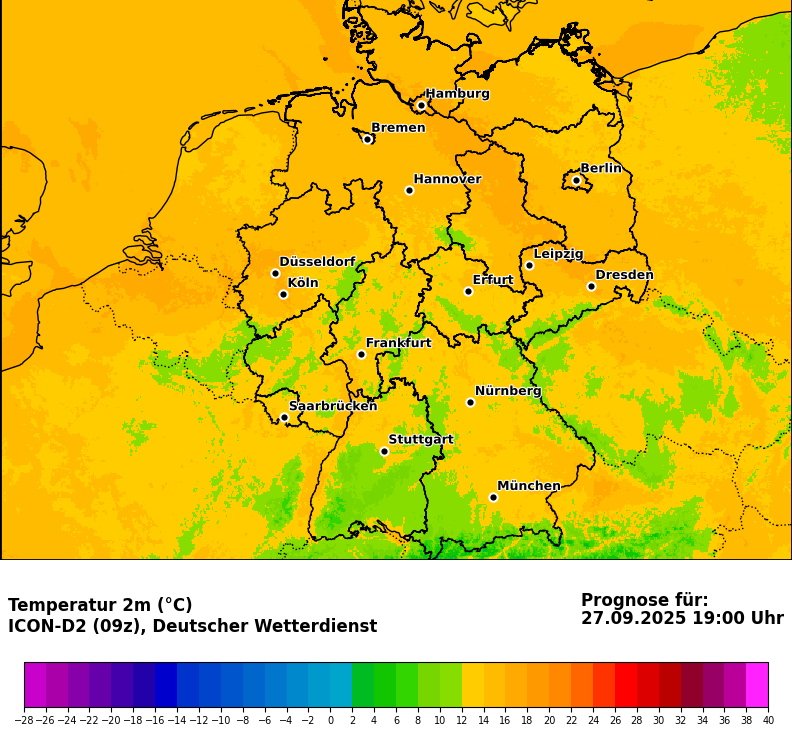 Hamburg
Bremen
Berlin
Hannover
Leipzig
Düsseldorf
Dresden
Köln
Erfurt
Frankfurt
Nürnberg
Saarbrücken
Stuttgart
München
Temperatur 2m (°C)
ICON-D2 (09z), Deutscher Wetterdienst
Prognose für:
27.09.2025 19:00 Uhr
−28 −26 −24 −22 −20 −18 −16 −14 −12 −10 −8 −6 −4 −2 0 2 4 6 8 10 12 14 16 18 20 22 24 26 28 30 32 34 36 38 40